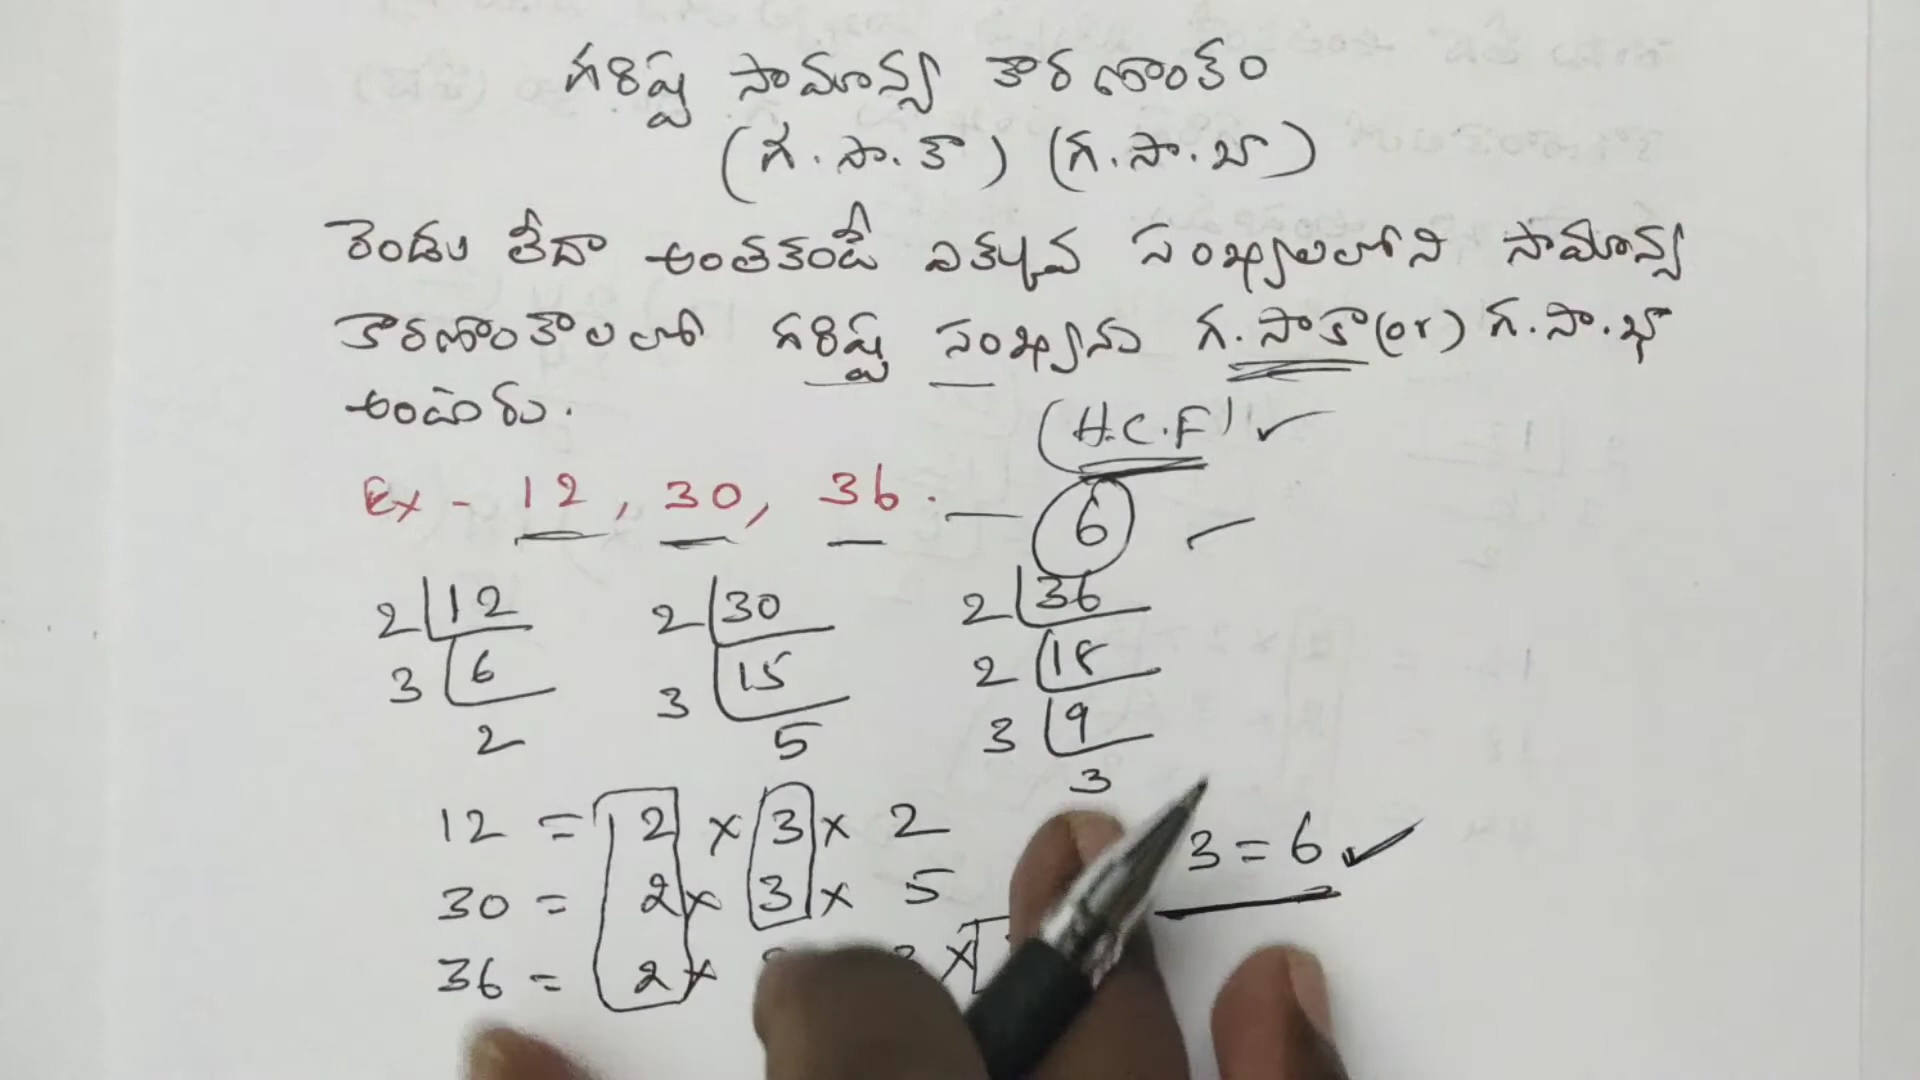 గరిష్ఠ సామాన్య కారణాంకం
(గ.సా.కా) (గ.సా.భా)
రెండు లేదా అంతకంటే ఎక్కువ సంఖ్యలలోని సామాన్య
కారణాంకాలలో గరిష్ఠ సంఖ్యను గ.సాకా(or) గ.సా.భా
అంటారు.
(H.C.F) ✓
Ex - 12, 30, 36. — 6
2 12 2 30 2 36
3 6 3 15 2 18
2 5 3 9
3
12 = 2 × 3 × 2
3 = 6 ✓
30 = 2 × 3 × 5
36 = 2 × ×